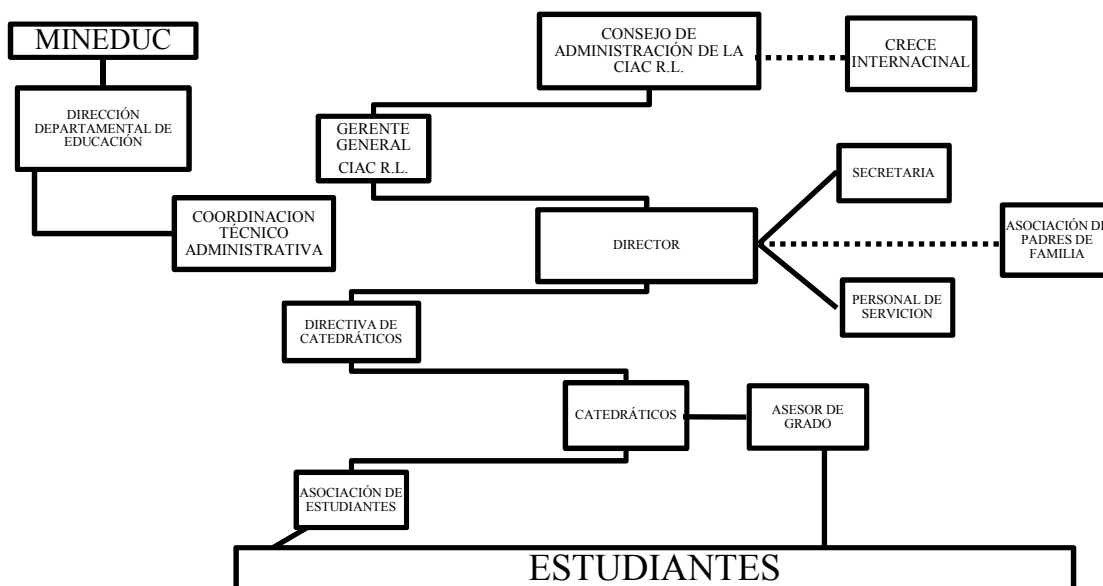 MINEDUC
DIRECCIÓN
DEPARTAMENTAL DE
EDUCACIÓN
COORDINACION
TÉCNICO
ADMINISTRATIVA
CONSEJO DE
ADMINISTRACIÓN DE LA
CIAC R.L.
CRECE
INTERNACINAL
GERENTE
GENERAL
CIAC R.L.
SECRETARIA
DIRECTOR
ASOCIACIÓN DE
PADRES DE
FAMILIA
PERSONAL DE
SERVICION
DIRECTIVA DE
CATEDRÁTICOS
CATEDRÁTICOS
ASESOR DE
GRADO
ASOCIACIÓN DE
ESTUDIANTES
ESTUDIANTES